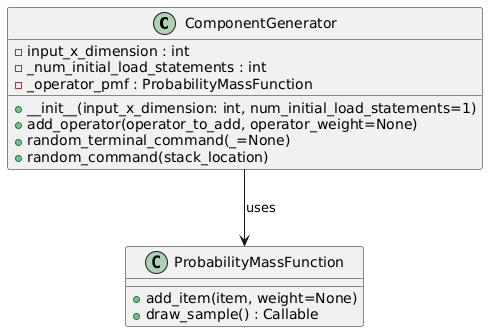 C ComponentGenerator
input_x_dimension : int
_num_initial_load_statements : int
_operator_pmf : ProbabilityMassFunction
__init__(input_x_dimension: int, num_initial_load_statements=1)
add_operator(operator_to_add, operator_weight=None)
random_terminal_command(_=None)
random_command(stack_location)
uses
C ProbabilityMassFunction
add_item(item, weight=None)
draw_sample() : Callable